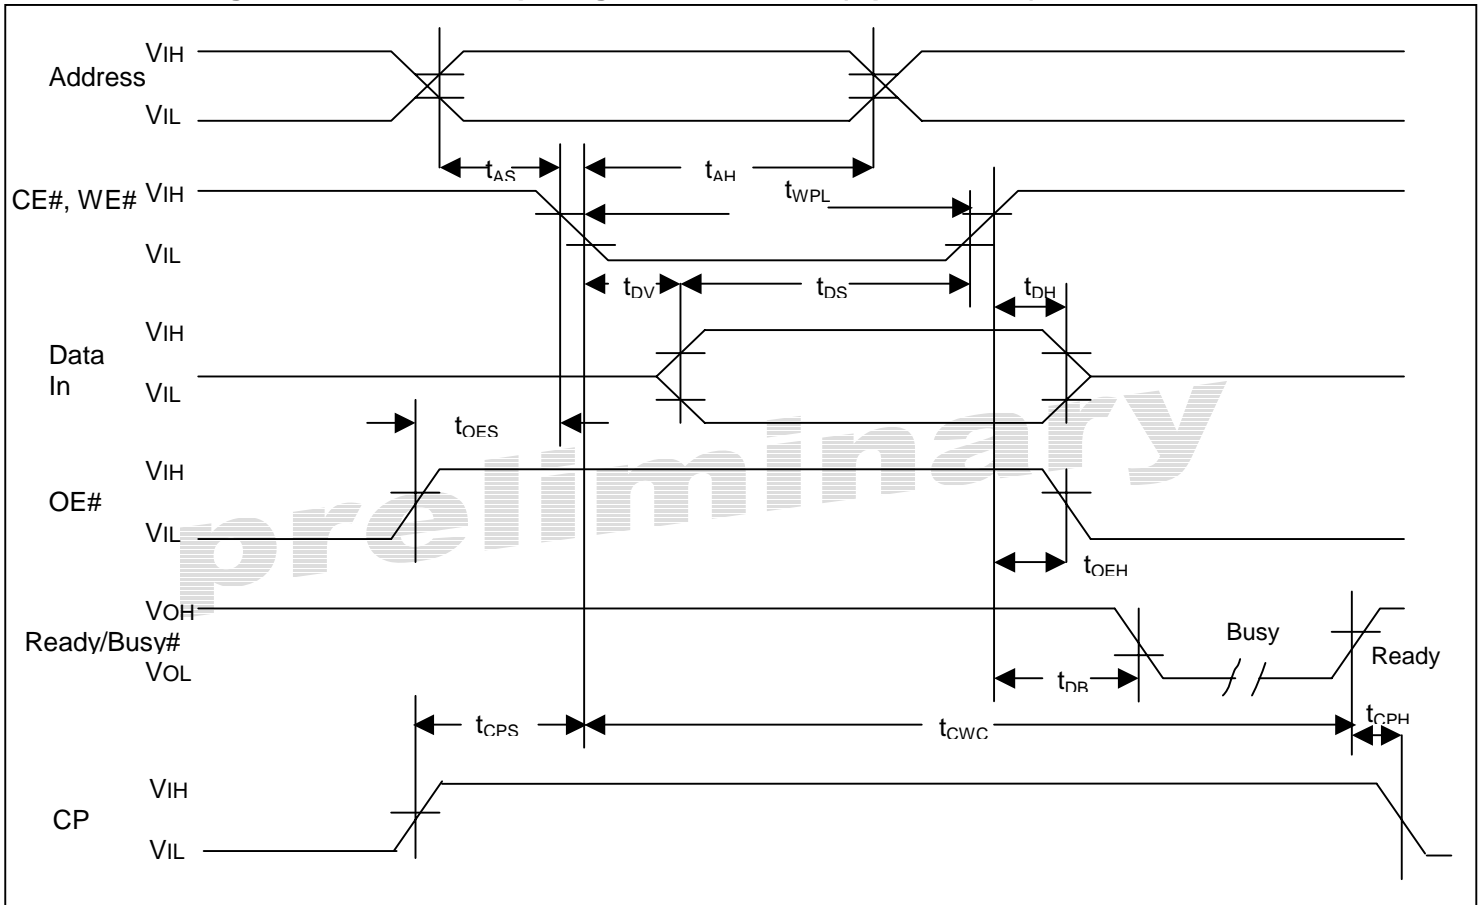 VIH
Address
VIL
tAS
tAH
CE#, WE#
VIH
tWPL
VIL
tDV
tDS
tDH
VIH
Data
In
VIL
tOES
VIH
OE#
VIL
tOEH
preliminary
VOH
Ready/Busy#
Busy
Ready
VOL
tDB
tCPS
tCWC
tCPH
VIH
CP
VIL